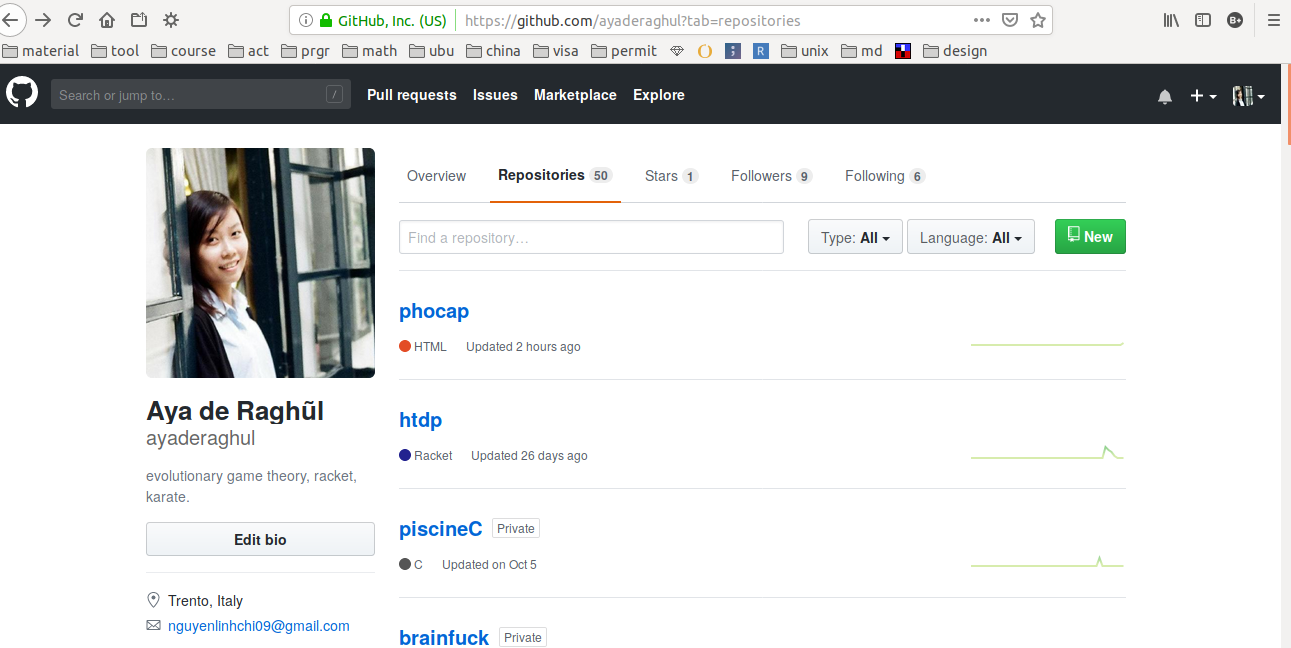 GitHub, Inc. (US) https://github.com/ayaderaghul?tab=repositories
material tool course act prgr math ubu china visa permit ; R unix md design
Search or jump to… / Pull requests Issues Marketplace Explore
Overview Repositories 50 Stars 1 Followers 9 Following 6
Find a repository… Type: All Language: All New
phocap
HTML Updated 2 hours ago
htdp
Racket Updated 26 days ago
piscineC Private
C Updated on Oct 5
brainfuck Private
Aya de Raghũl
ayaderaghul
evolutionary game theory, racket,
karate.
Edit bio
Trento, Italy
nguyenlinhchi09@gmail.com